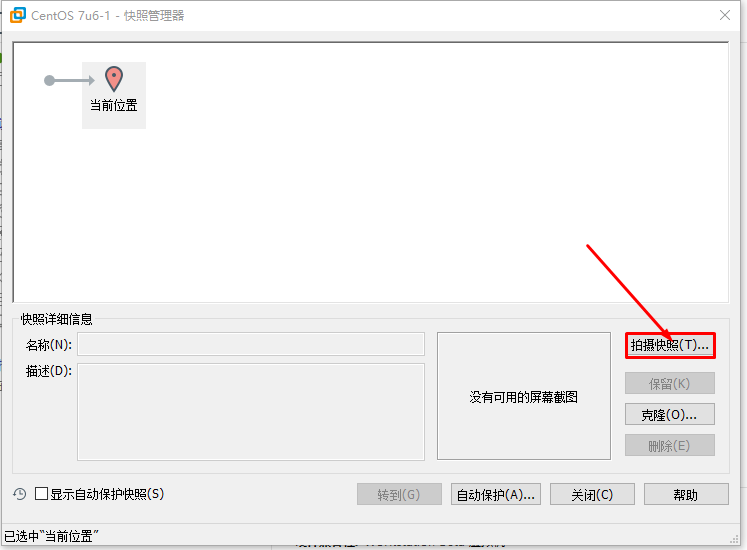 CentOS 7u6-1 - 快照管理器
当前位置
快照详细信息
名称(N):
拍摄快照(T)...
描述(D):
没有可用的屏幕截图
保留(K)
克隆(O)...
删除(E)
显示自动保护快照(S)
转到(G)
自动保护(A)...
关闭(C)
帮助
已选中"当前位置"